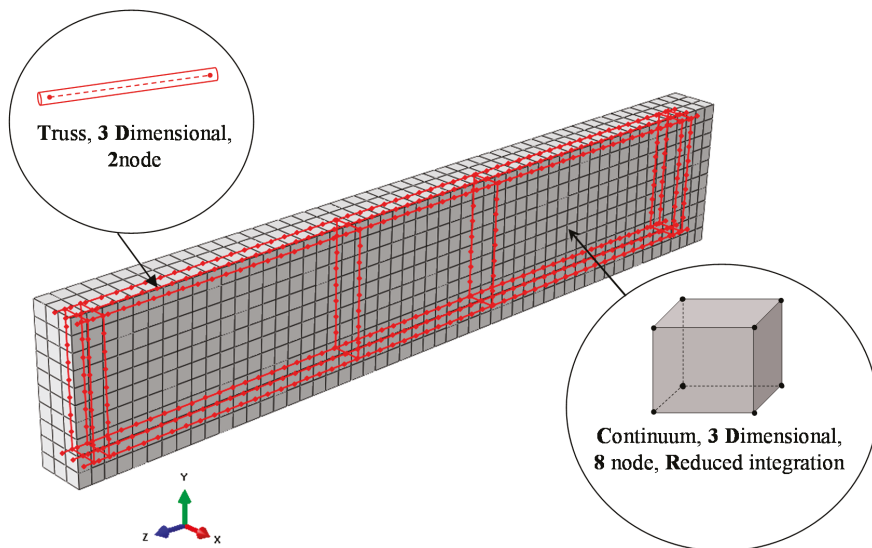 Truss, 3 Dimensional,
2node
Continuum, 3 Dimensional,
8 node, Reduced integration
Y
Z
X